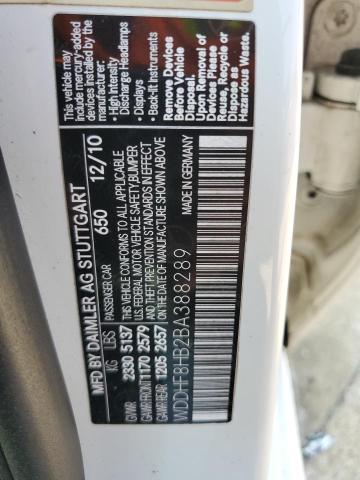 MFD BY DAIMLER AG STUTTGART
PASSENGER CAR 650 12/10
KG LBS
GVWR 2330 5137
GAWR FRONT 1170 2579
GAWR REAR 1205 2657
THIS VEHICLE CONFORMS TO ALL APPLICABLE
U.S. FEDERAL MOTOR VEHICLE SAFETY, BUMPER
AND THEFT PREVENTION STANDARDS IN EFFECT
ON THE DATE OF MANUFACTURE SHOWN ABOVE
WDDHF8HB2BA388289
MADE IN GERMANY
This vehicle may
include mercury-added
devices installed by the
manufacturer:
• High Intensity
Discharge Headlamps
• Displays
• Back-lit Instruments
Remove Devices
Before Vehicle
Disposal.
Upon Removal of
Devices Please
Reuse, Recycle or
Dispose as
Hazardous Waste.